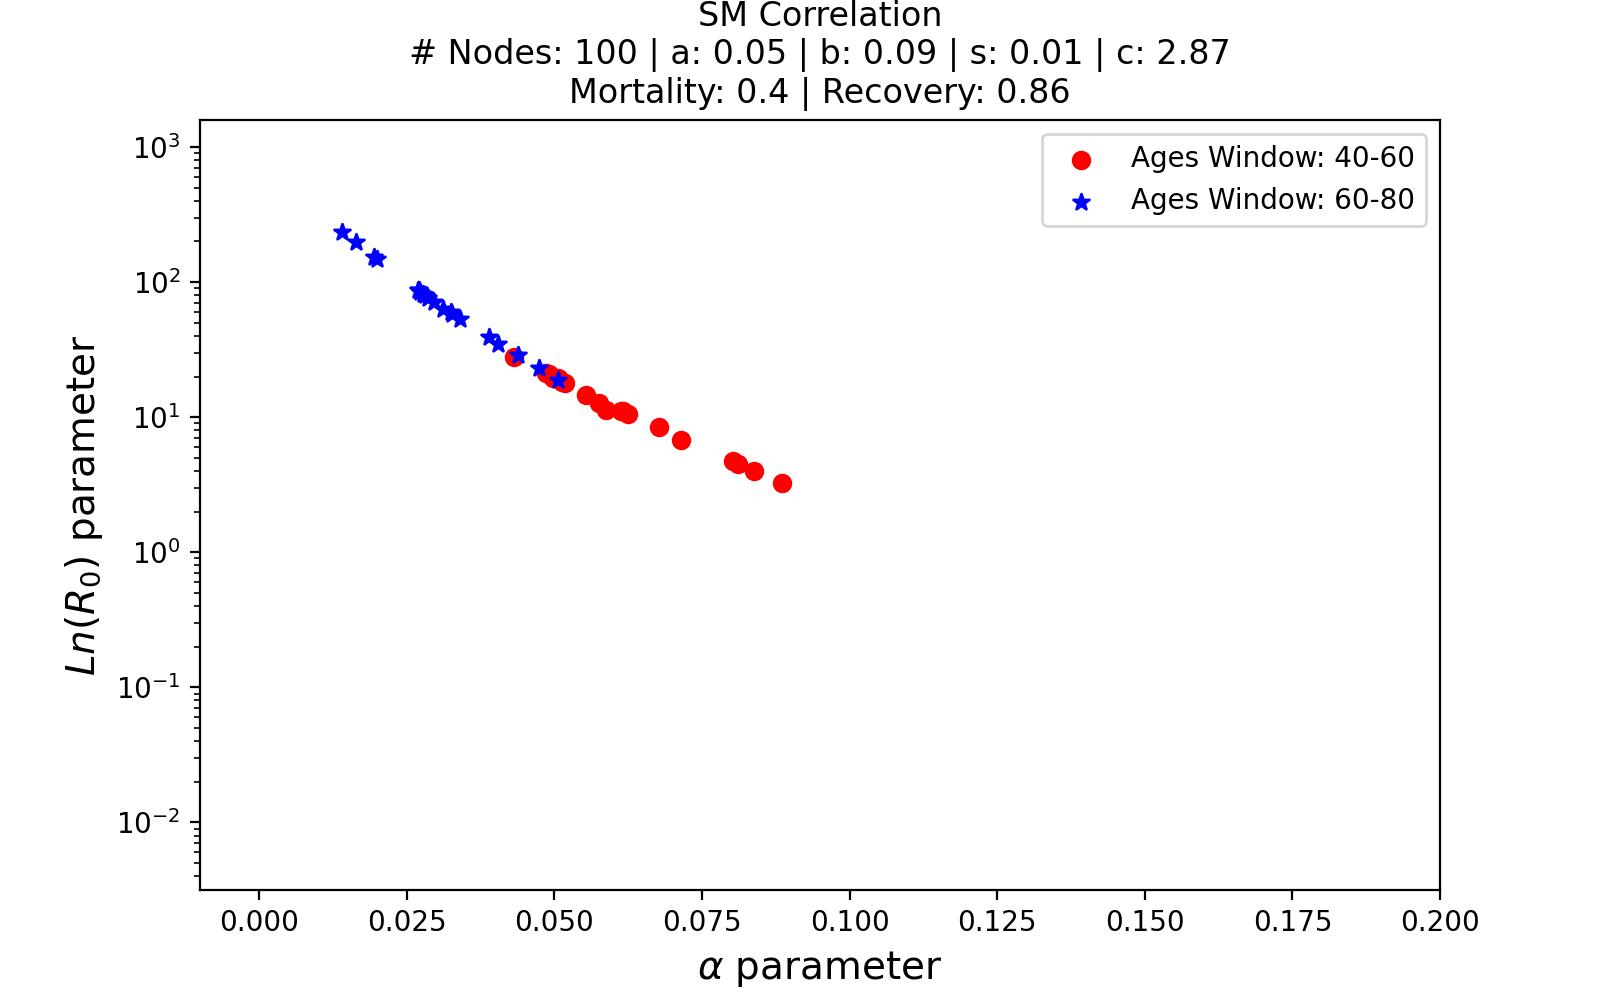 SM Correlation
# Nodes: 100 | a: 0.05 | b: 0.09 | s: 0.01 | c: 2.87
Mortality: 0.4 | Recovery: 0.86
Ages Window: 40-60
Ages Window: 60-80
Ln(R₀) parameter
10³
10²
10¹
10⁰
10⁻¹
10⁻²
0.000 0.025 0.050 0.075 0.100 0.125 0.150 0.175 0.200
α parameter